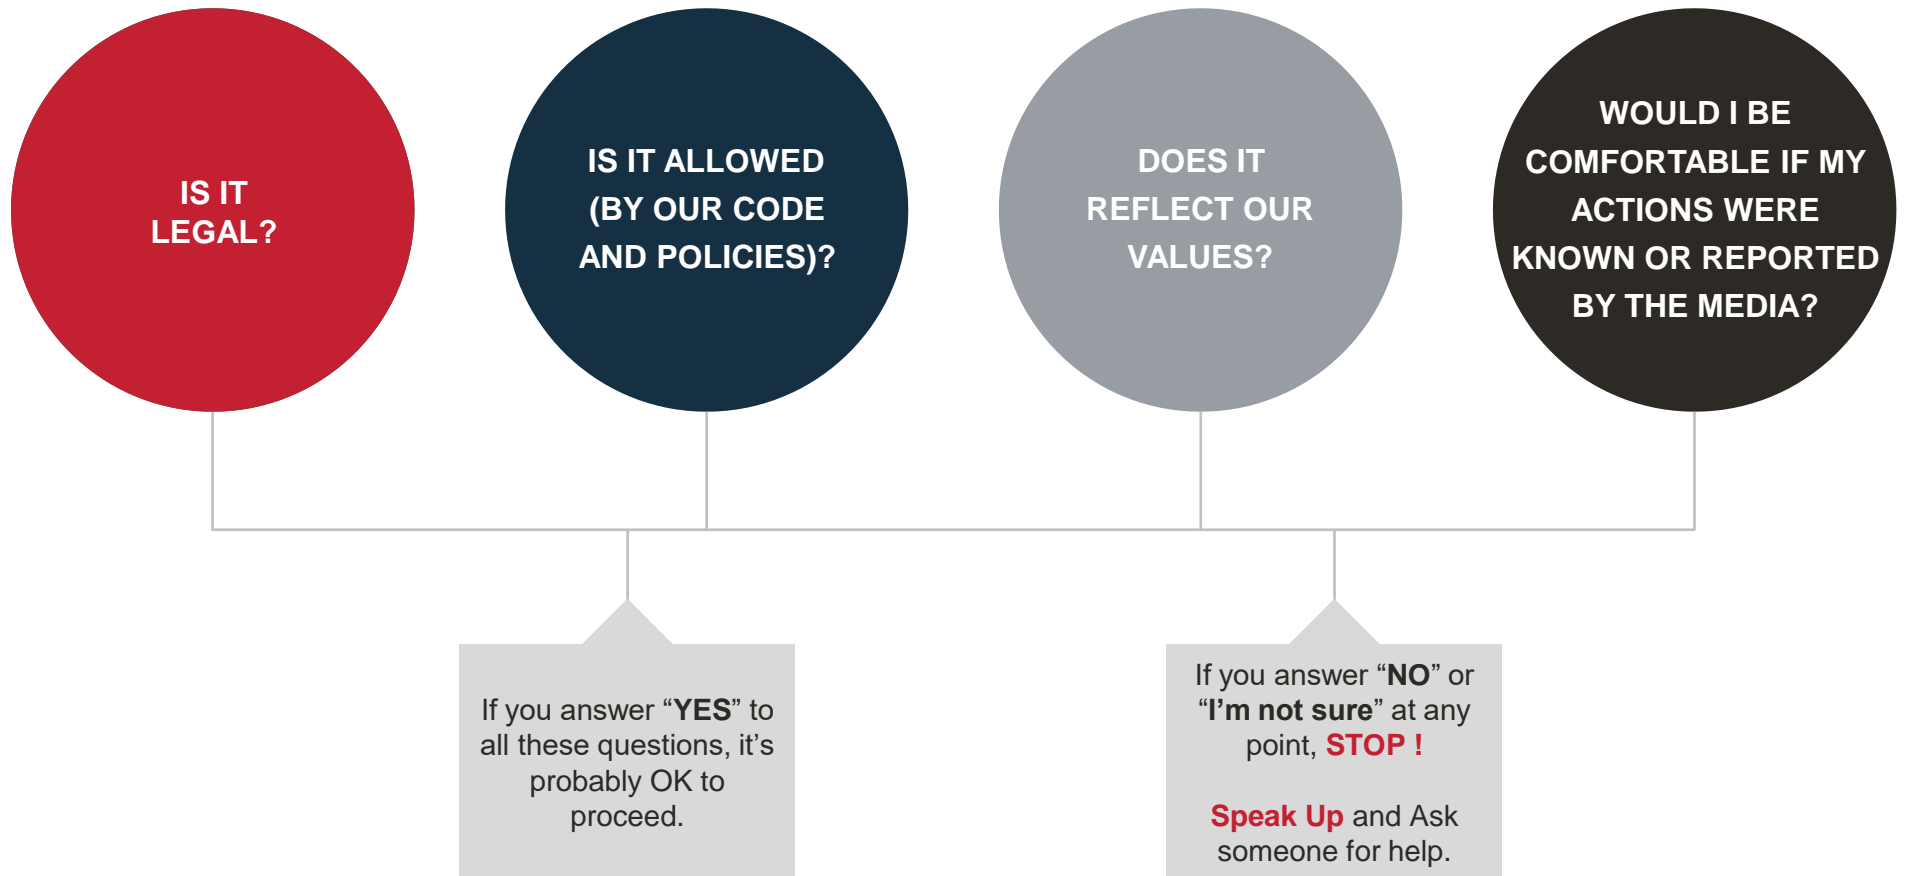 IS IT
LEGAL?
IS IT ALLOWED
(BY OUR CODE
AND POLICIES)?
DOES IT
REFLECT OUR
VALUES?
WOULD I BE
COMFORTABLE IF MY
ACTIONS WERE
KNOWN OR REPORTED
BY THE MEDIA?
If you answer “YES” to
all these questions, it’s
probably OK to
proceed.
If you answer “NO” or
“I’m not sure” at any
point, STOP !
Speak Up and Ask
someone for help.